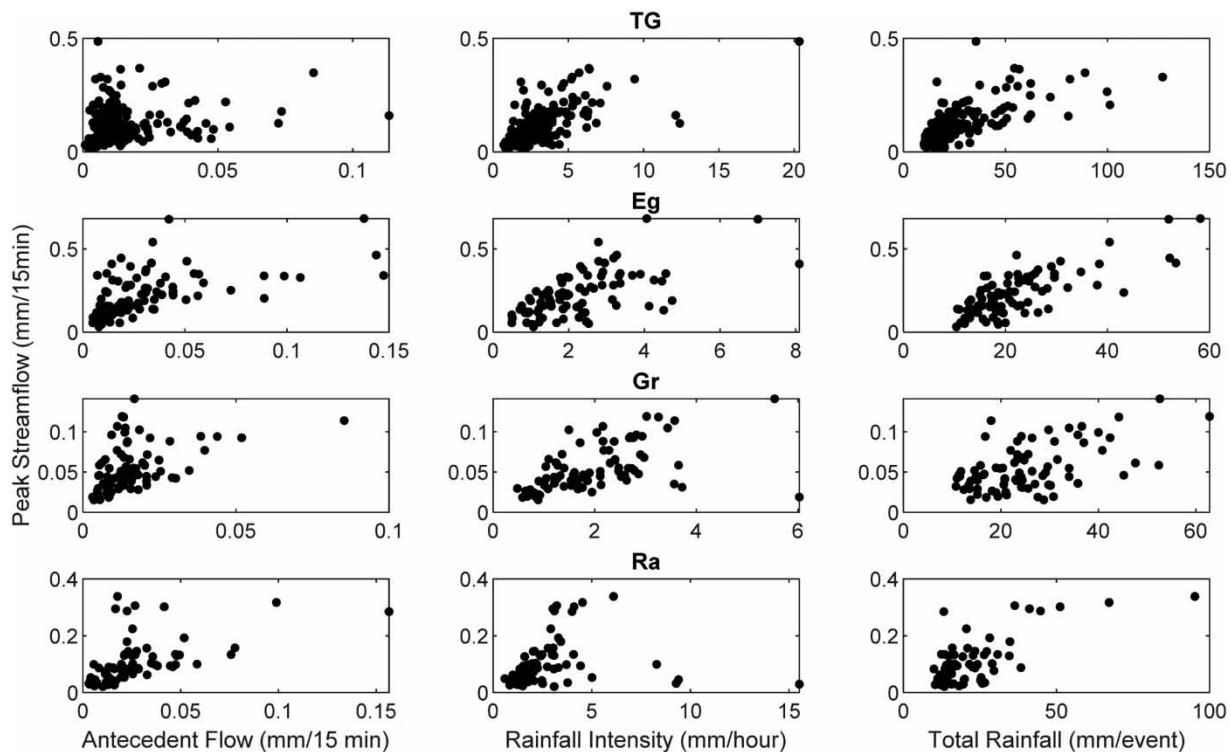 TG
0.5
0
0 0.05 0.1
0.5
0
0 5 10 15 20
0.5
0
0 50 100 150
Eg
0.5
0
0 0.05 0.1 0.15
0.5
0
0 2 4 6 8
0.5
0
0 20 40 60
Peak Streamflow (mm/15min)
Gr
0.1
0.05
0
0 0.05 0.1
0.1
0.05
0
0 2 4 6
0.1
0.05
0
0 20 40 60
Ra
0.4
0.2
0
0 0.05 0.1 0.15
0.4
0.2
0
0 5 10 15
0.4
0.2
0
0 50 100
Antecedent Flow (mm/15 min)
Rainfall Intensity (mm/hour)
Total Rainfall (mm/event)